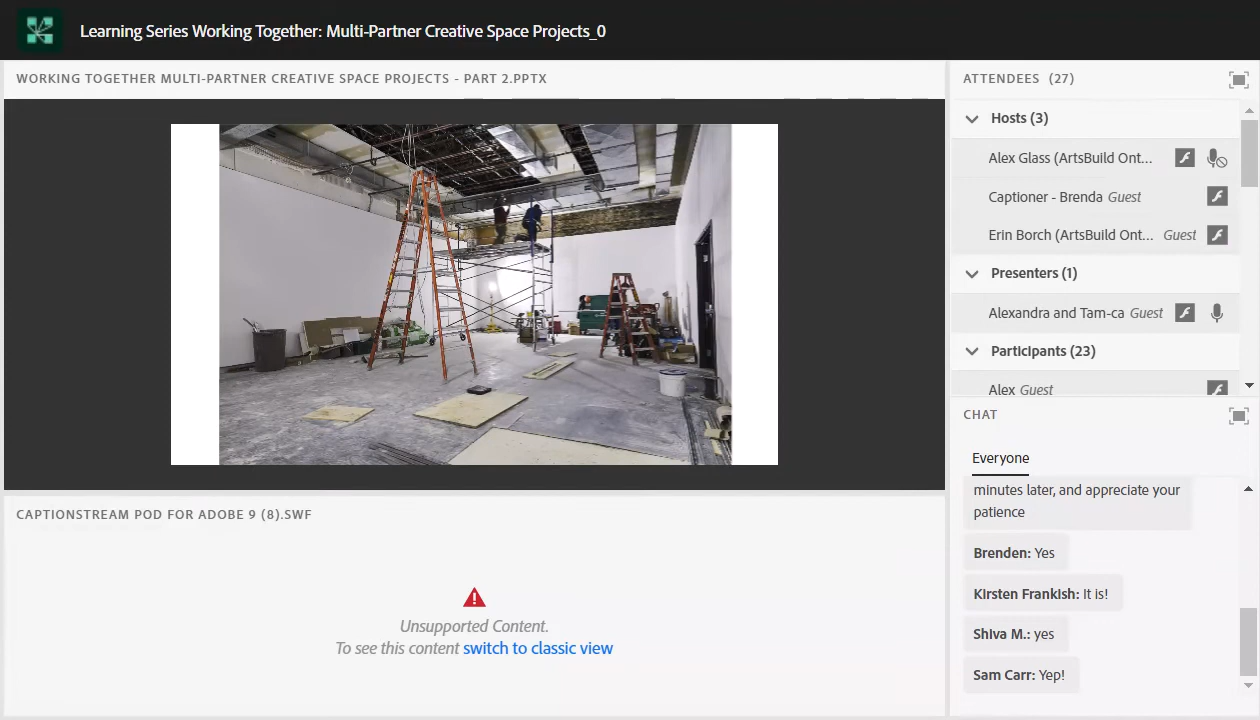 Learning Series Working Together: Multi-Partner Creative Space Projects_0
WORKING TOGETHER MULTI-PARTNER CREATIVE SPACE PROJECTS - PART 2.PPTX
CAPTIONSTREAM POD FOR ADOBE 9 (8).SWF
Unsupported Content.
To see this content switch to classic view
ATTENDEES (27)
Hosts (3)
Alex Glass (ArtsBuild Ont...
Captioner - Brenda Guest
Erin Borch (ArtsBuild Ont... Guest
Presenters (1)
Alexandra and Tam-ca Guest
Participants (23)
Alex Guest
CHAT
Everyone
minutes later, and appreciate your
patience
Brenden: Yes
Kirsten Frankish: It is!
Shiva M.: yes
Sam Carr: Yep!